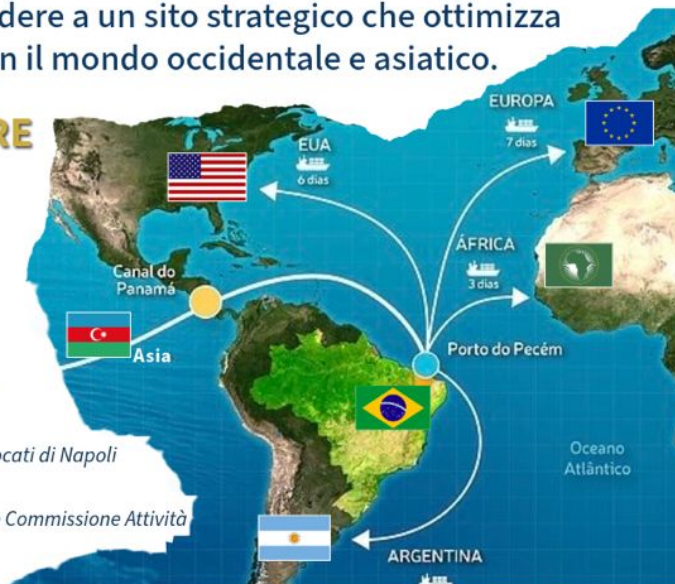 dere a un sito strategico che ottimizza
n il mondo occidentale e asiatico.
RE
EUROPA
7 dias
EUA
6 dias
ÁFRICA
3 dias
Canal do
Panamá
Asia
Porto do Pecém
ocati di Napoli
Oceano
Atlântico
Commissione Attività
ARGENTINA